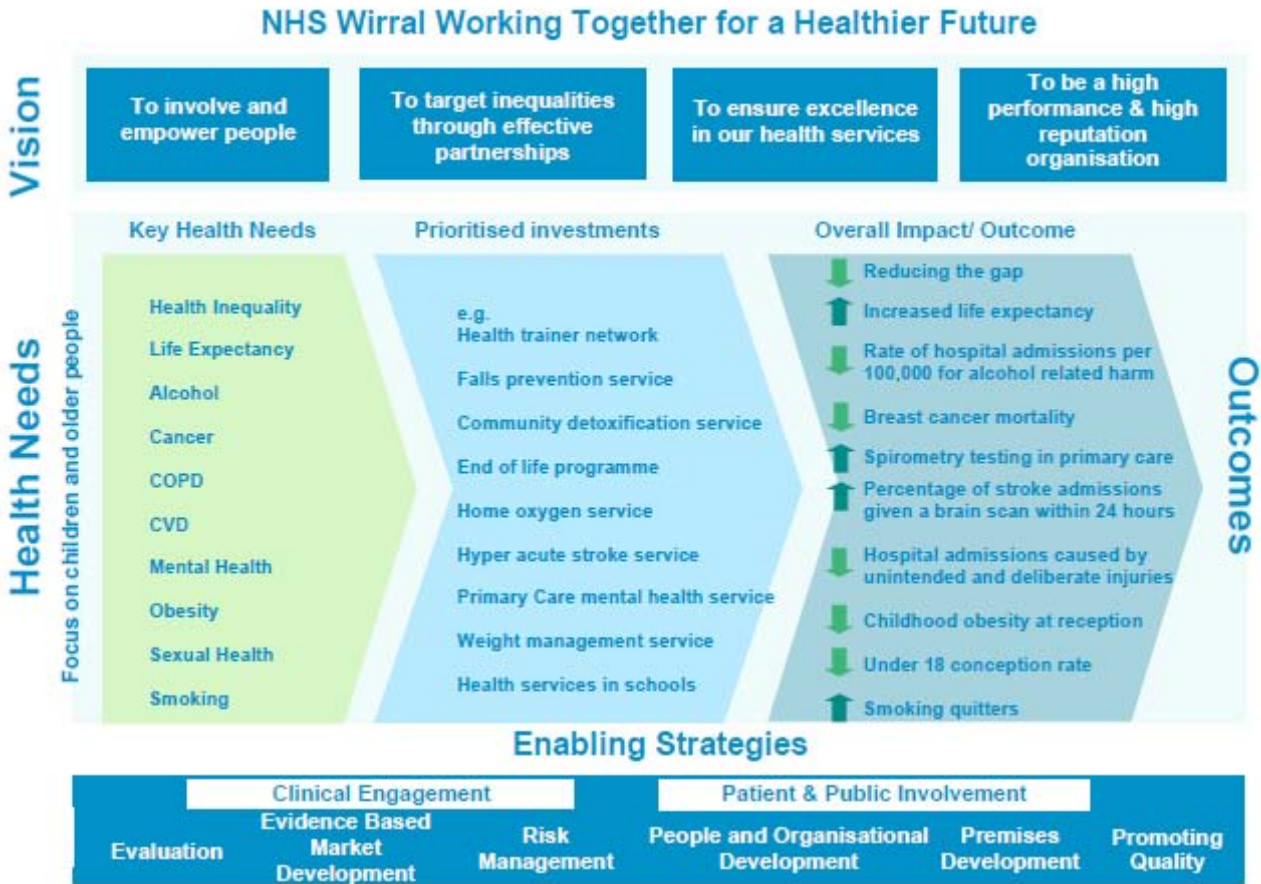 NHS Wirral Working Together for a Healthier Future
Vision
To involve and
empower people
To target inequalities
through effective
partnerships
To ensure excellence
in our health services
To be a high
performance & high
reputation
organisation
Health Needs
Focus on children and older people
Key Health Needs
Health Inequality
Life Expectancy
Alcohol
Cancer
COPD
CVD
Mental Health
Obesity
Sexual Health
Smoking
Prioritised investments
e.g.
Health trainer network
Falls prevention service
Community detoxification service
End of life programme
Home oxygen service
Hyper acute stroke service
Primary Care mental health service
Weight management service
Health services in schools
Overall Impact/ Outcome
Reducing the gap
Increased life expectancy
Rate of hospital admissions per
100,000 for alcohol related harm
Breast cancer mortality
Spirometry testing in primary care
Percentage of stroke admissions
given a brain scan within 24 hours
Hospital admissions caused by
unintended and deliberate injuries
Childhood obesity at reception
Under 18 conception rate
Smoking quitters
Outcomes
Enabling Strategies
Clinical Engagement
Patient & Public Involvement
Evaluation
Evidence Based
Market
Development
Risk
Management
People and Organisational
Development
Premises
Development
Promoting
Quality